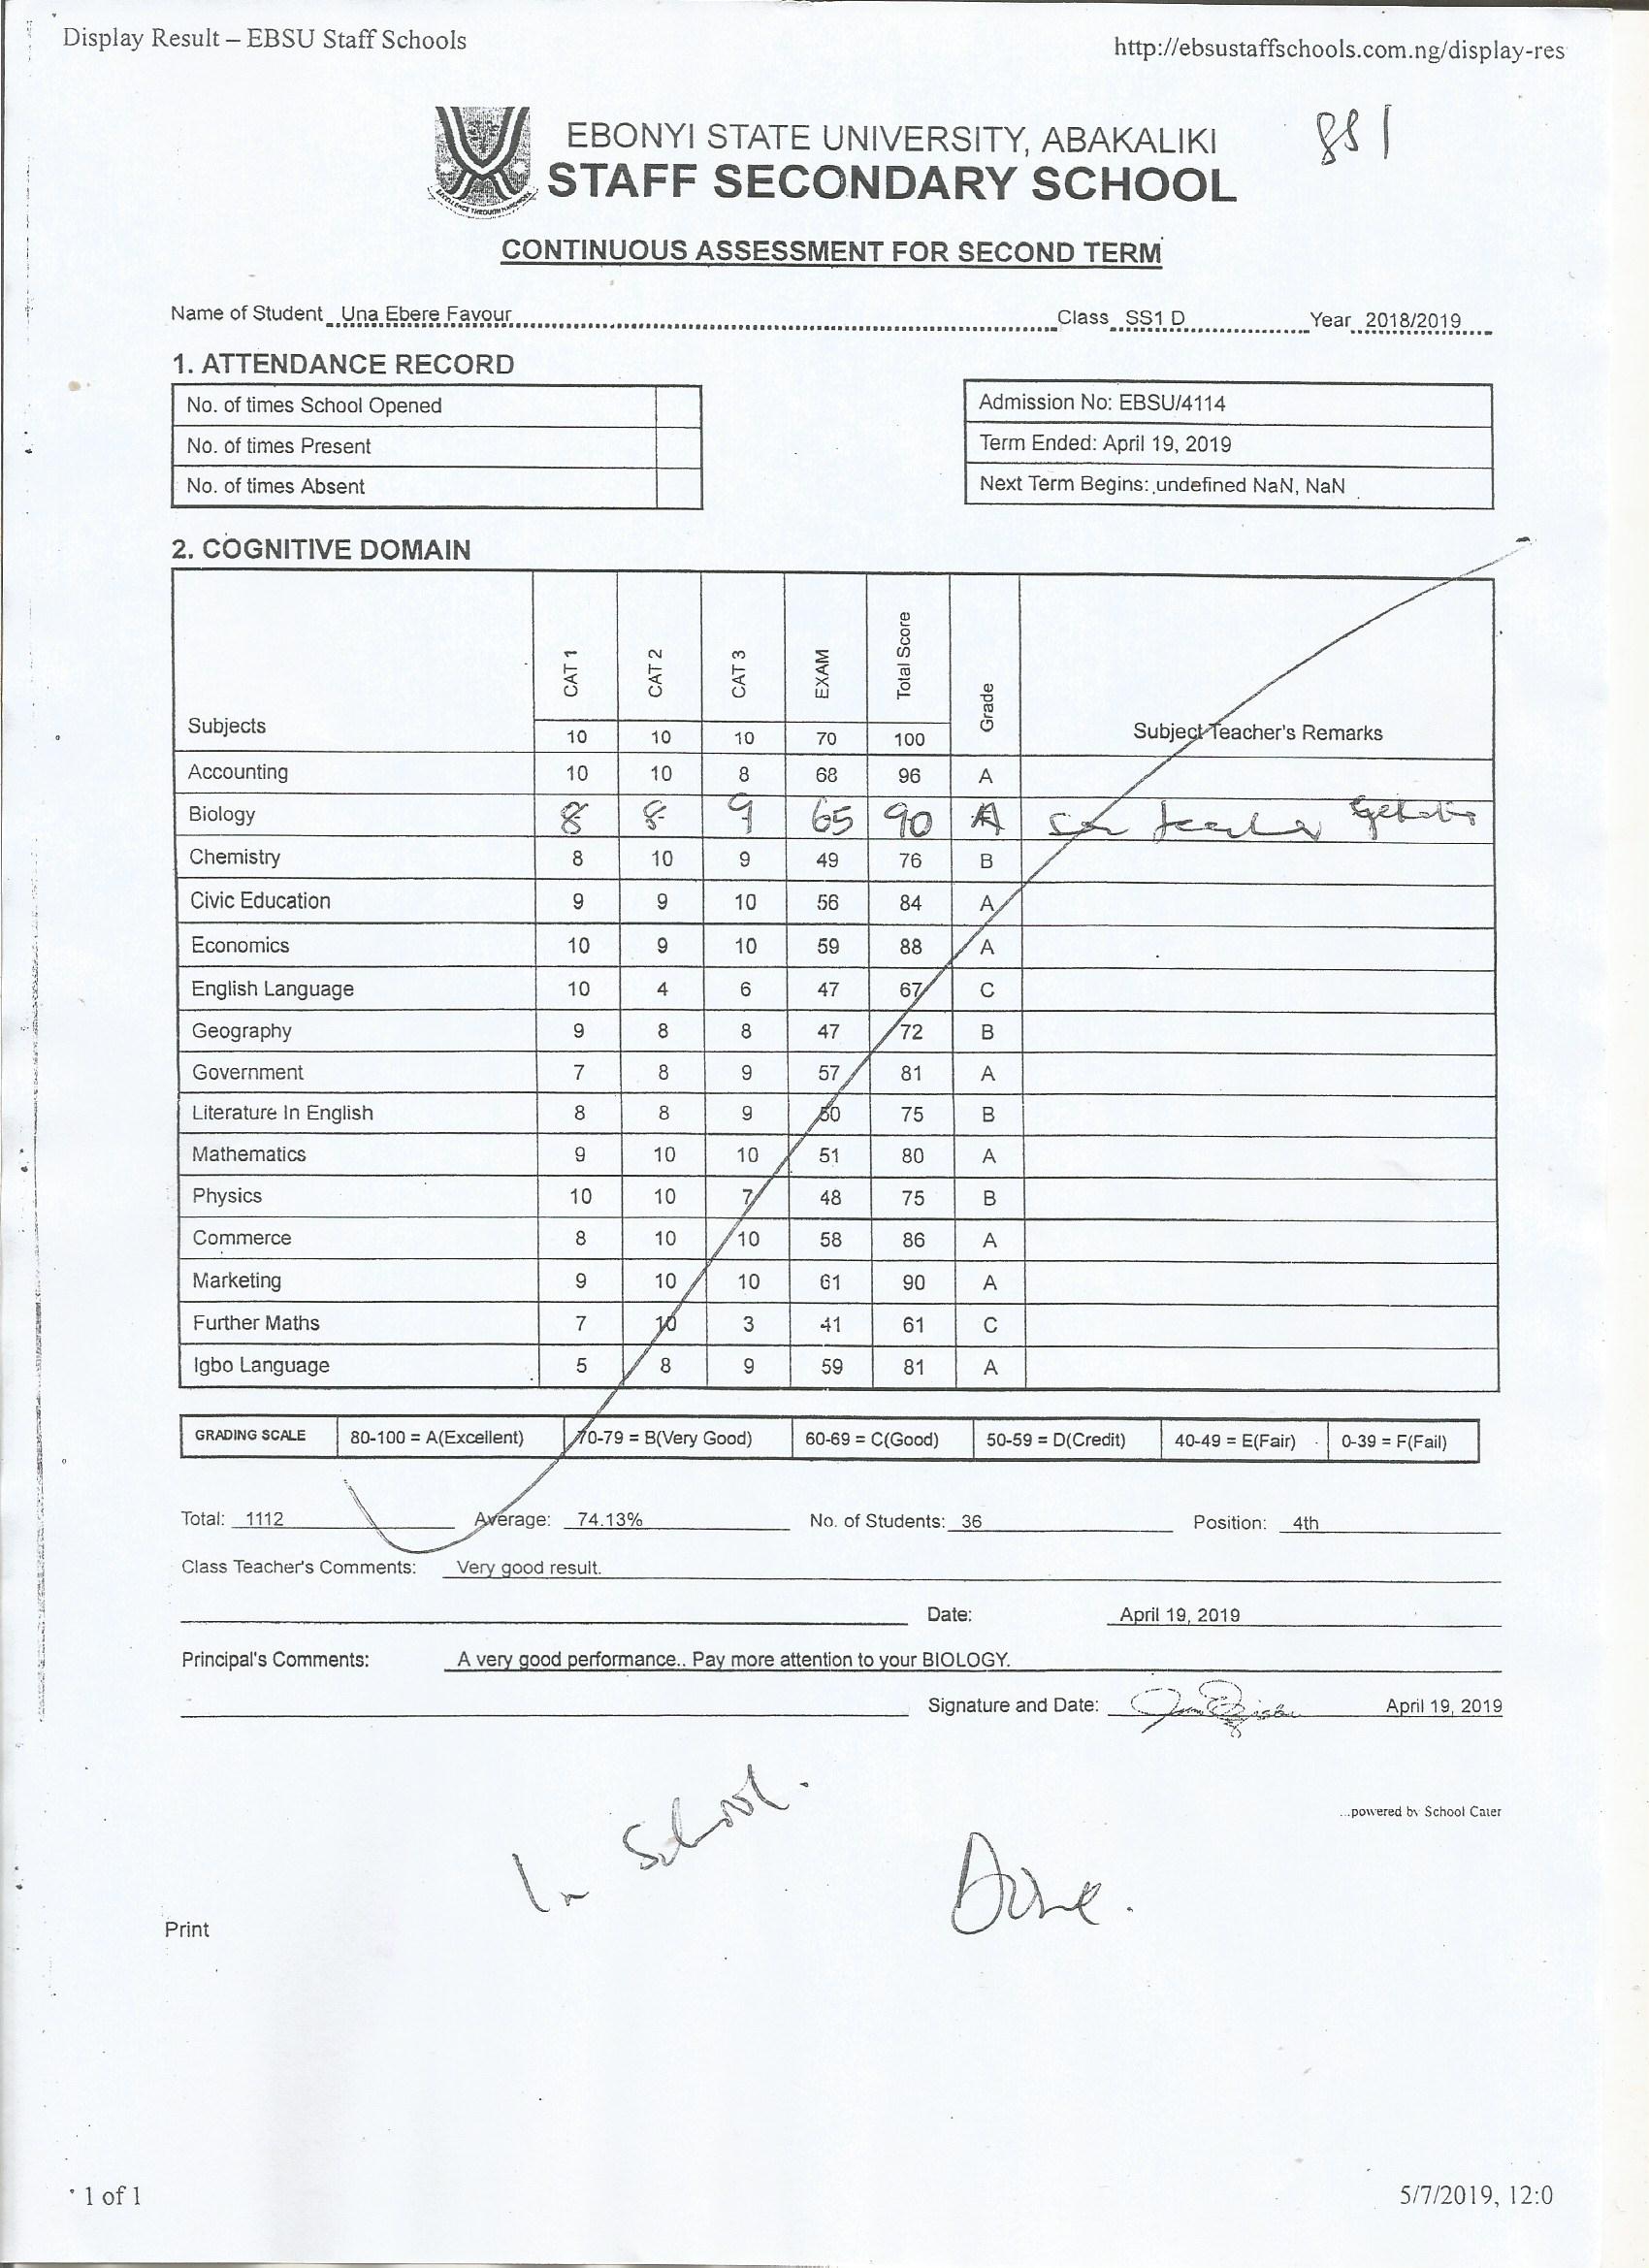 Display Result – EBSU Staff Schools http://ebsustaffschools.com.ng/display-res
EBONYI STATE UNIVERSITY, ABAKALIKI SS1
STAFF SECONDARY SCHOOL
EXCELLENCE THROUGH HARDWORK
CONTINUOUS ASSESSMENT FOR SECOND TERM
Name of Student Una Ebere Favour Class SS1 D Year 2018/2019
1. ATTENDANCE RECORD
No. of times School Opened Admission No: EBSU/4114
No. of times Present Term Ended: April 19, 2019
No. of times Absent Next Term Begins: undefined NaN, NaN
2. COGNITIVE DOMAIN
Subjects CAT 1 CAT 2 CAT 3 EXAM Total Score Grade Subject Teacher's Remarks
10 10 10 70 100
Accounting 10 10 8 68 96 A
Biology 8 8 9 65 90 A teacher
Chemistry 8 10 9 49 76 B
Civic Education 9 9 10 56 84 A
Economics 10 9 10 59 88 A
English Language 10 4 6 47 67 C
Geography 9 8 8 47 72 B
Government 7 8 9 57 81 A
Literature In English 8 8 9 50 75 B
Mathematics 9 10 10 51 80 A
Physics 10 10 7 48 75 B
Commerce 8 10 10 58 86 A
Marketing 9 10 10 61 90 A
Further Maths 7 10 3 41 61 C
Igbo Language 5 8 9 59 81 A
GRADING SCALE 80-100 = A(Excellent) 70-79 = B(Very Good) 60-69 = C(Good) 50-59 = D(Credit) 40-49 = E(Fair) 0-39 = F(Fail)
Total: 1112 Average: 74.13% No. of Students: 36 Position: 4th
Class Teacher's Comments: Very good result.
Date: April 19, 2019
Principal's Comments: A very good performance.. Pay more attention to your BIOLOGY.
Signature and Date: April 19, 2019
...powered by School Cater
In School.
Done.
Print
1 of 1 5/7/2019, 12:0